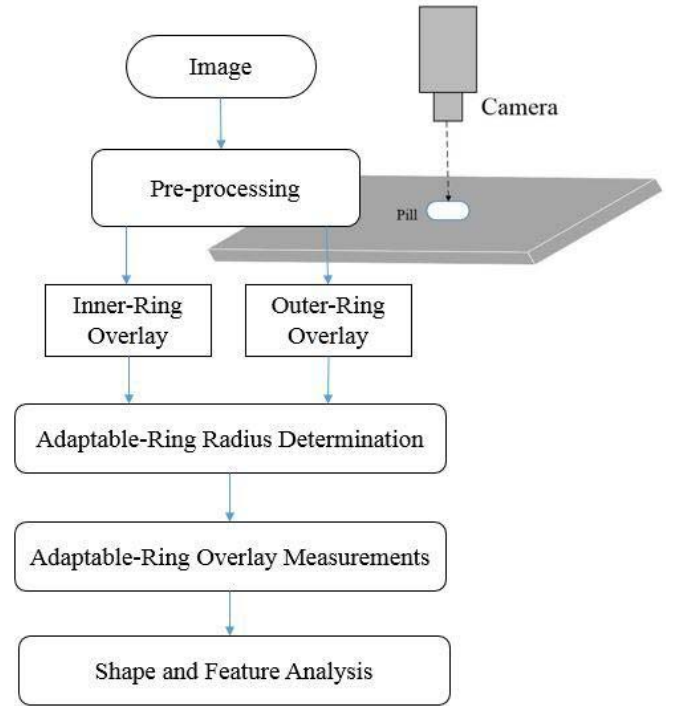 Image
Camera
Pre-processing
Pill
Inner-Ring
Overlay
Outer-Ring
Overlay
Adaptable-Ring Radius Determination
Adaptable-Ring Overlay Measurements
Shape and Feature Analysis